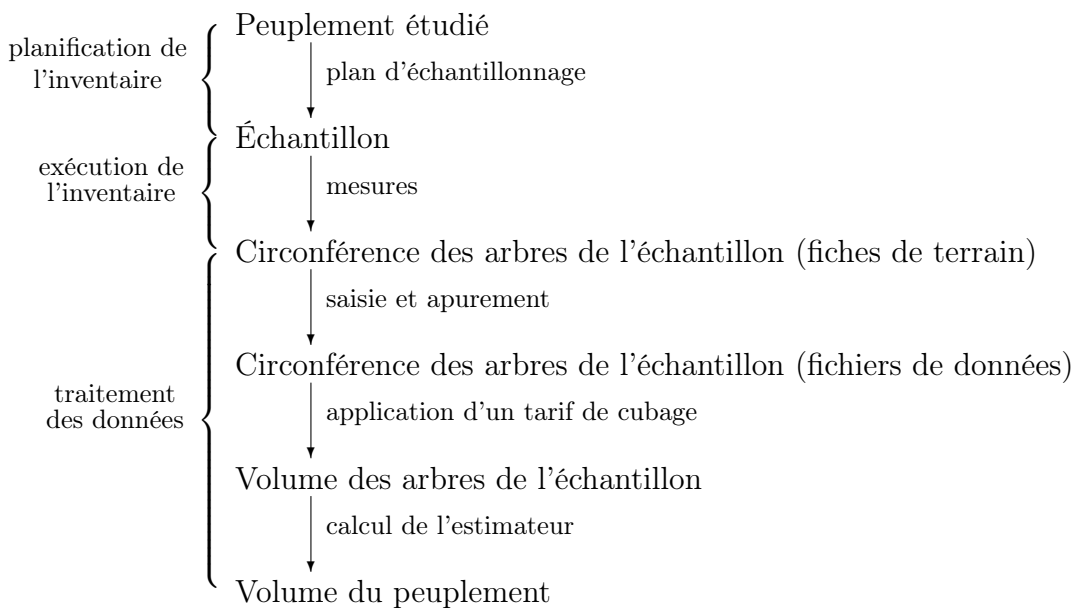 Peuplement étudié
planification de
l'inventaire
plan d'échantillonnage
Échantillon
exécution de
l'inventaire
mesures
Circonférence des arbres de l'échantillon (fiches de terrain)
saisie et apurement
Circonférence des arbres de l'échantillon (fichiers de données)
traitement
des données
application d'un tarif de cubage
Volume des arbres de l'échantillon
calcul de l'estimateur
Volume du peuplement